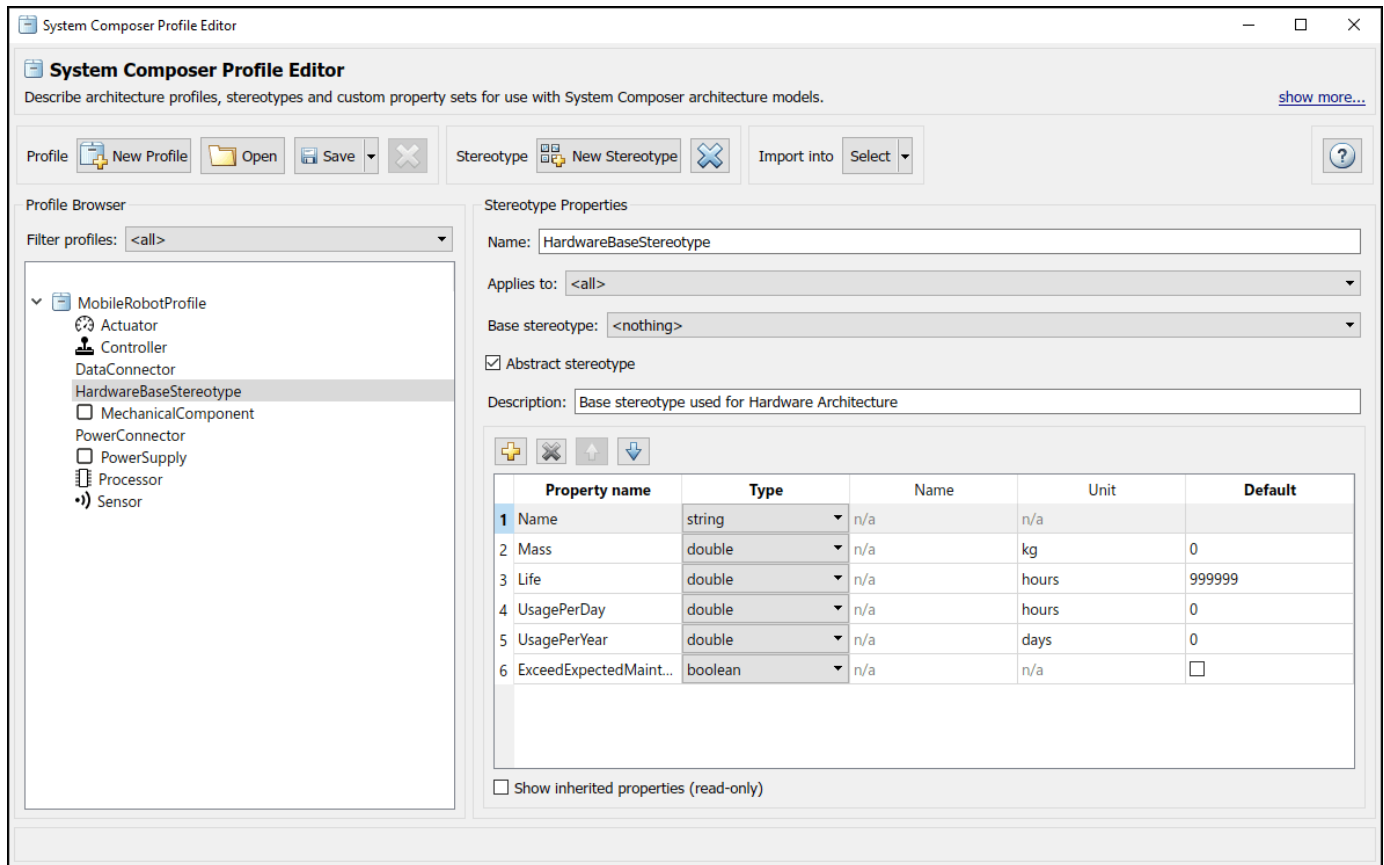 System Composer Profile Editor
System Composer Profile Editor
Describe architecture profiles, stereotypes and custom property sets for use with System Composer architecture models. show more...
Profile New Profile Open Save Stereotype New Stereotype Import into Select ?
Profile Browser
Filter profiles: <all>
MobileRobotProfile
Actuator
Controller
DataConnector
HardwareBaseStereotype
MechanicalComponent
PowerConnector
PowerSupply
Processor
Sensor
Stereotype Properties
Name: HardwareBaseStereotype
Applies to: <all>
Base stereotype: <nothing>
Abstract stereotype
Description: Base stereotype used for Hardware Architecture
Property name Type Name Unit Default
1 Name string n/a n/a
2 Mass double n/a kg 0
3 Life double n/a hours 999999
4 UsagePerDay double n/a hours 0
5 UsagePerYear double n/a days 0
6 ExceedExpectedMaint... boolean n/a n/a
Show inherited properties (read-only)